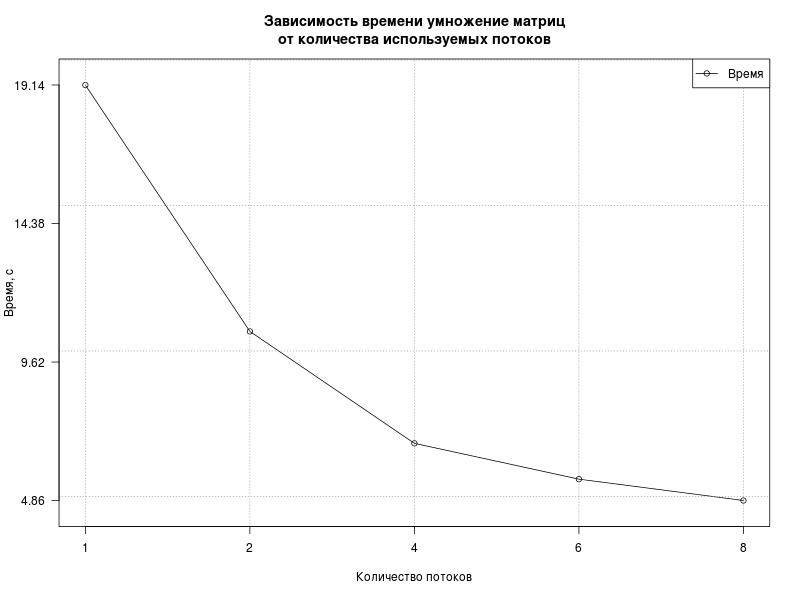 Зависимость времени умножение матриц
от количества используемых потоков
Время
19.14
14.38
9.62
4.86
Время, с
1 2 4 6 8
Количество потоков